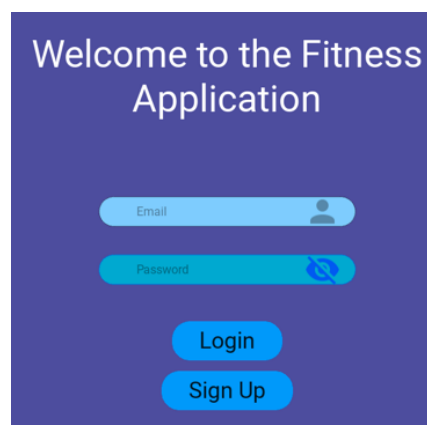 Welcome to the Fitness
Application
Email
Password
Login
Sign Up